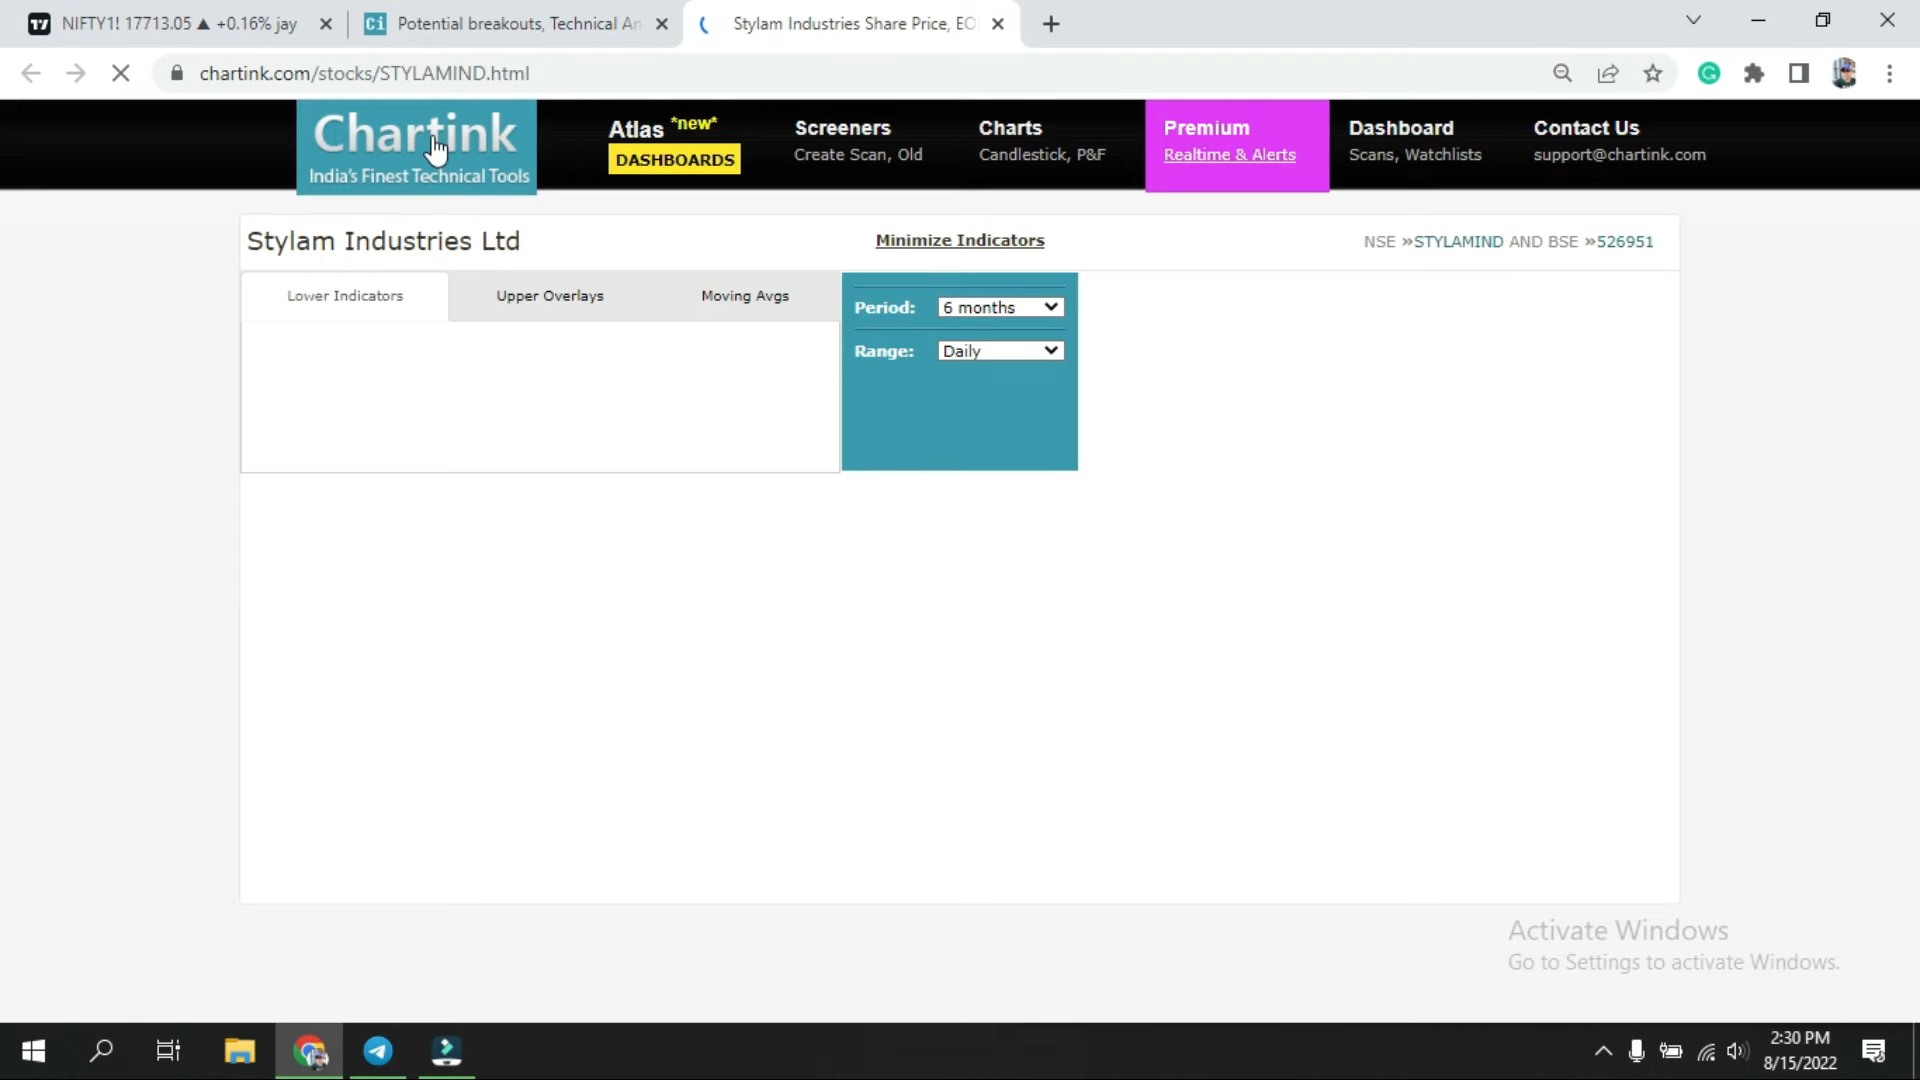 NIFTY1! 17713.05 ▲ +0.16% jay
Potential breakouts, Technical An
Stylam Industries Share Price, EO
chartink.com/stocks/STYLAMIND.html
Chartink
India's Finest Technical Tools
Atlas *new*
DASHBOARDS
Screeners
Create Scan, Old
Charts
Candlestick, P&F
Premium
Realtime & Alerts
Dashboard
Scans, Watchlists
Contact Us
support@chartink.com
Stylam Industries Ltd
Minimize Indicators
NSE »STYLAMIND AND BSE »526951
Lower Indicators
Upper Overlays
Moving Avgs
Period: 6 months
Range: Daily
Activate Windows
Go to Settings to activate Windows.
2:30 PM
8/15/2022